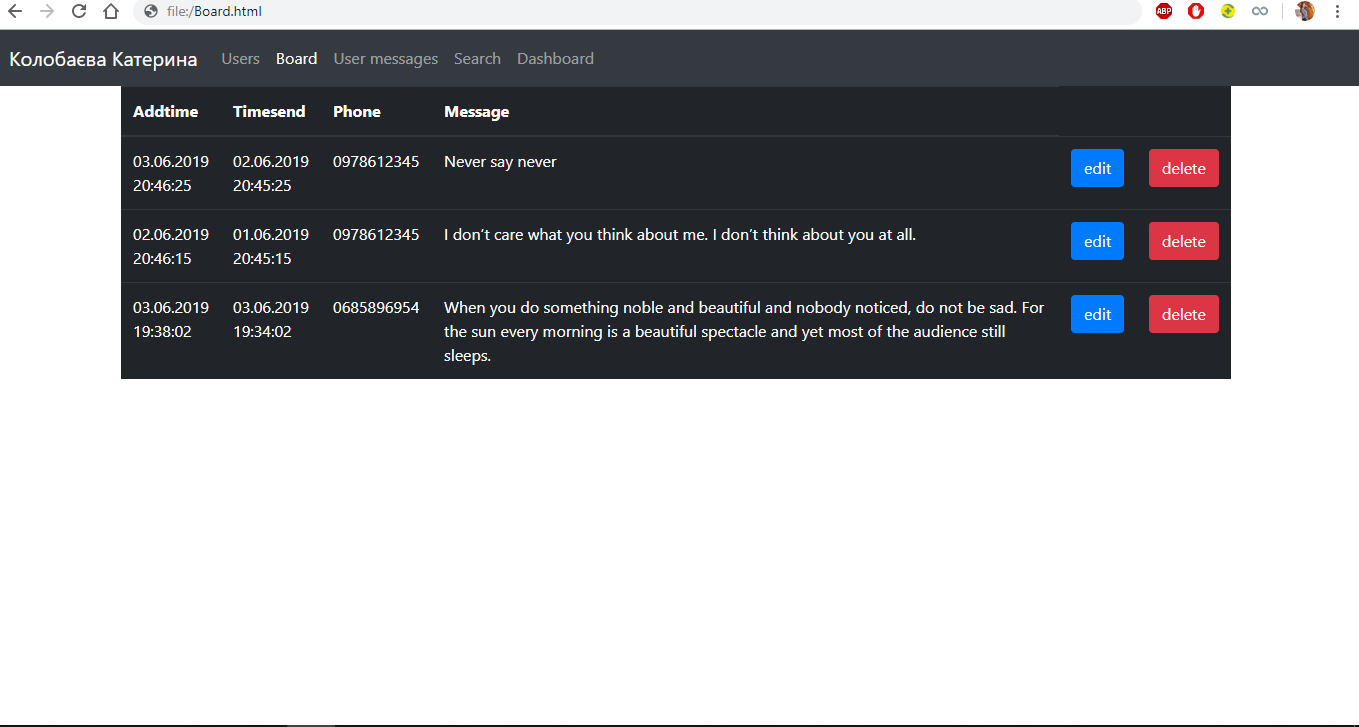 file:/Board.html
ABP
Колобаєва Катерина Users Board User messages Search Dashboard
Addtime Timesend Phone Message
03.06.2019 02.06.2019 0978612345 Never say never edit delete
20:46:25 20:45:25
02.06.2019 01.06.2019 0978612345 I don’t care what you think about me. I don’t think about you at all. edit delete
20:46:15 20:45:15
03.06.2019 03.06.2019 0685896954 When you do something noble and beautiful and nobody noticed, do not be sad. For edit delete
19:38:02 19:34:02 the sun every morning is a beautiful spectacle and yet most of the audience still
sleeps.